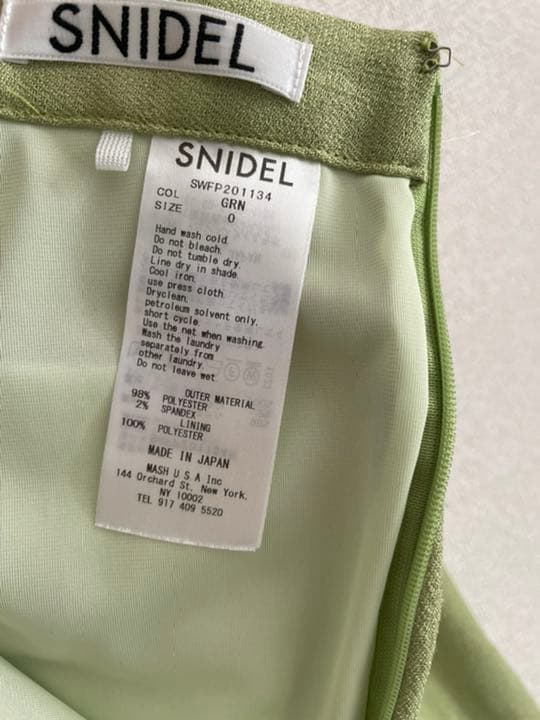 SNIDEL
SNIDEL
SWFP201134
COL GRN
SIZE 0
Hand wash cold.
Do not bleach.
Do not tumble dry.
Line dry in shade.
Cool iron.
use press cloth.
Dryclean.
petroleum solvent only.
short cycle
Use the net when washing.
Wash the laundry
separately from
other laundry.
Do not leave wet.
OUTER MATERIAL
98% POLYESTER
2% SPANDEX
LINING
100% POLYESTER
MADE IN JAPAN
MASH U S A Inc
144 Orchard St. New York.
NY 10002
TEL 917 409 5520